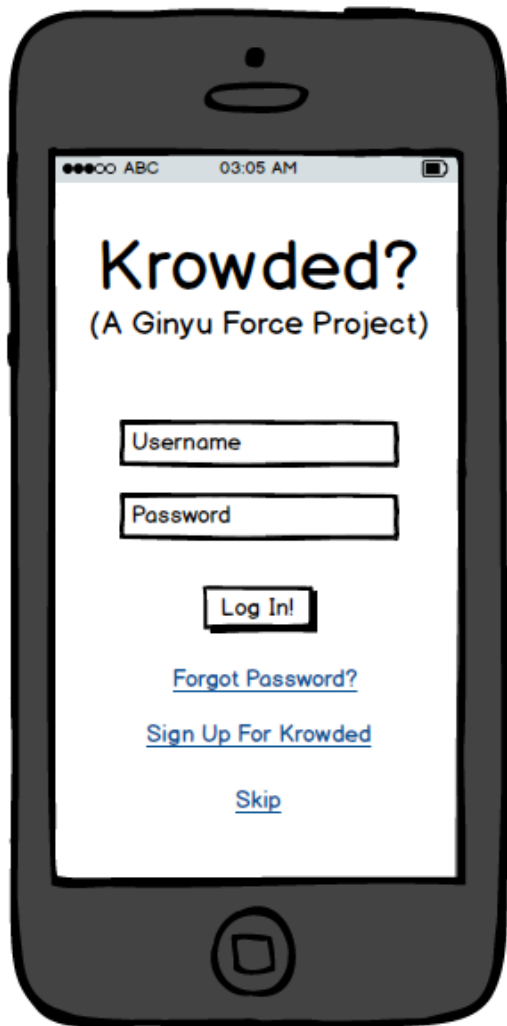 ABC 03:05 AM
Krowded?
(A Ginyu Force Project)
Username
Password
Log In!
Forgot Password?
Sign Up For Krowded
Skip